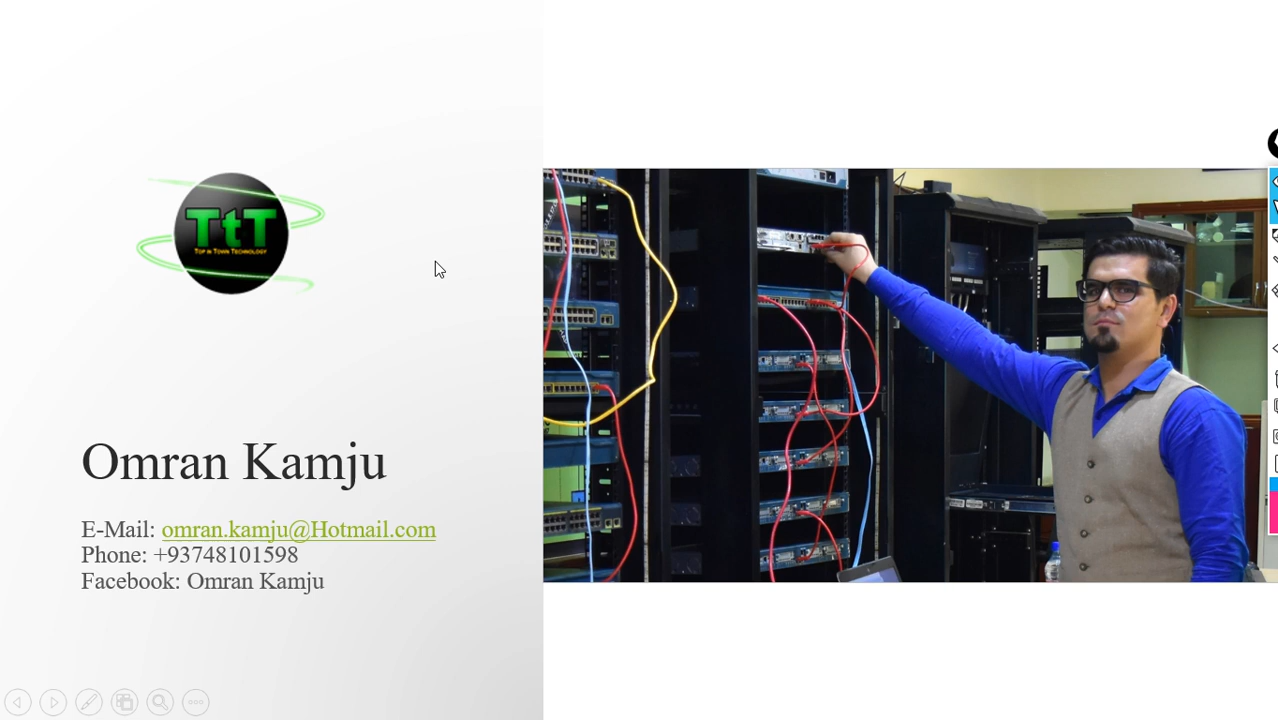 TtT
Top in Town Technology
Omran Kamju
E-Mail: omran.kamju@Hotmail.com
Phone: +93748101598
Facebook: Omran Kamju